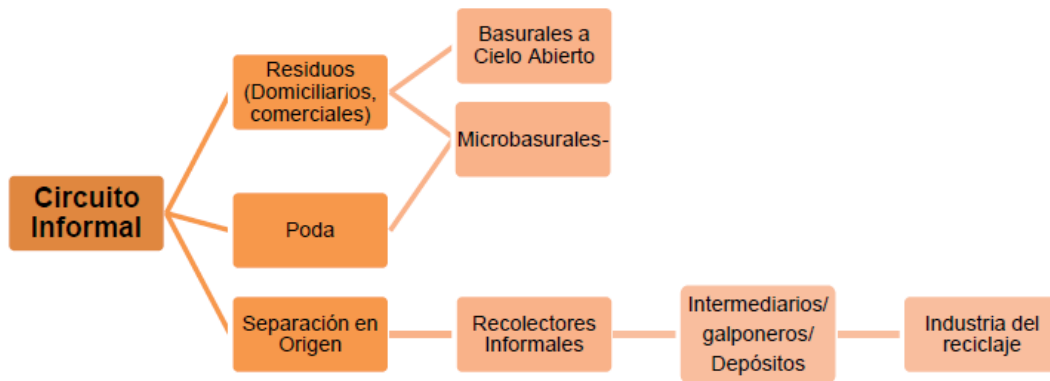 Circuito
Informal
Residuos
(Domiciliarios,
comerciales)
Basurales a
Cielo Abierto
Microbasurales-
Poda
Separación en
Origen
Recolectores
Informales
Intermediarios/
galponeros/
Depósitos
Industria del
reciclaje